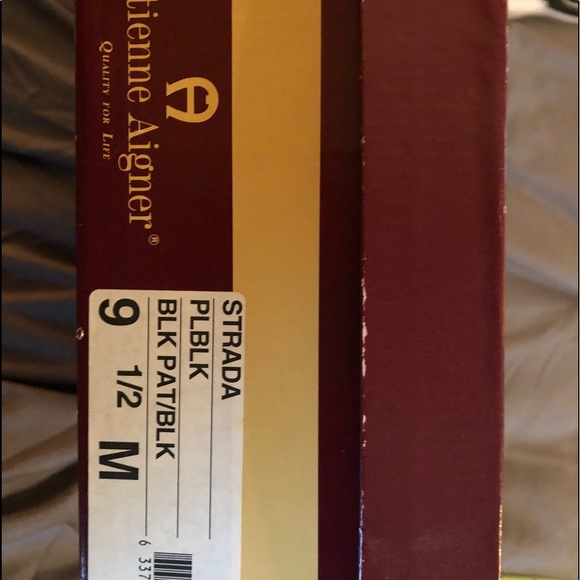 tienne Aigner®
QUALITY FOR LIFE
STRADA
PLBLK
BLK PAT/BLK
9 1/2 M
6 337